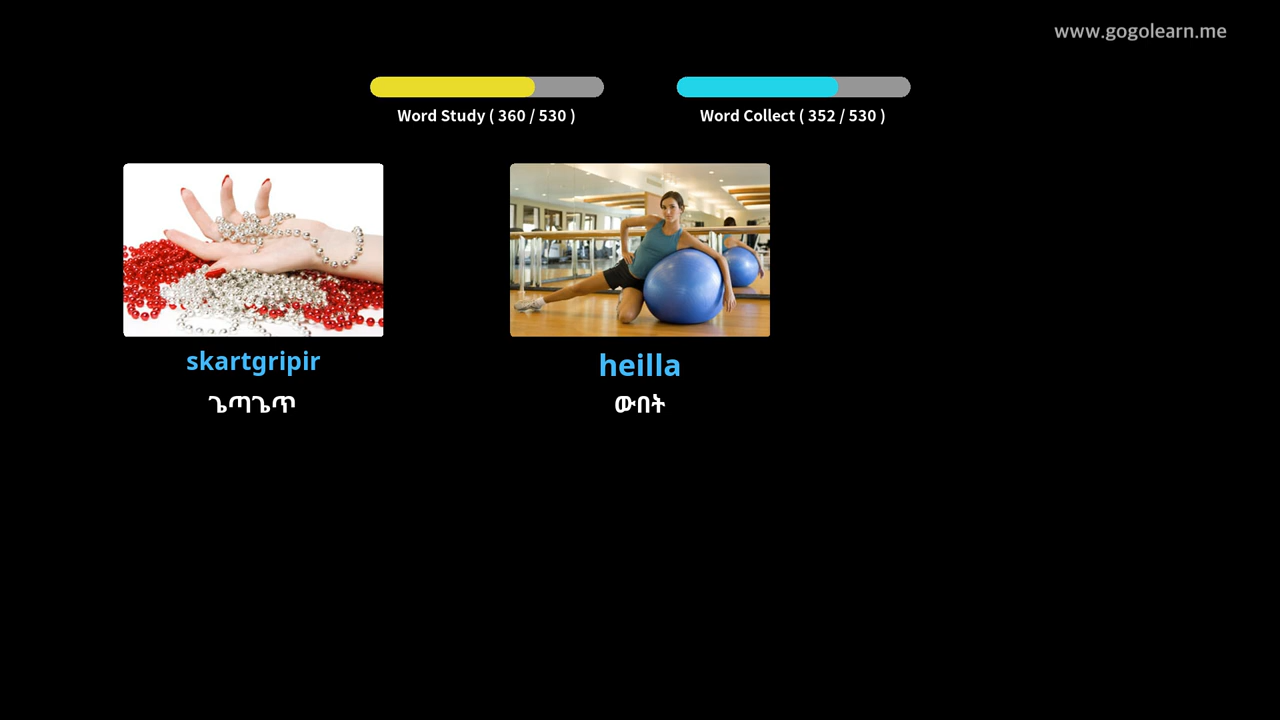 www.gogolearn.me
Word Study ( 360 / 530 )
Word Collect ( 352 / 530 )
skartgripir
ጌጣጌጥ
heilla
ውበት